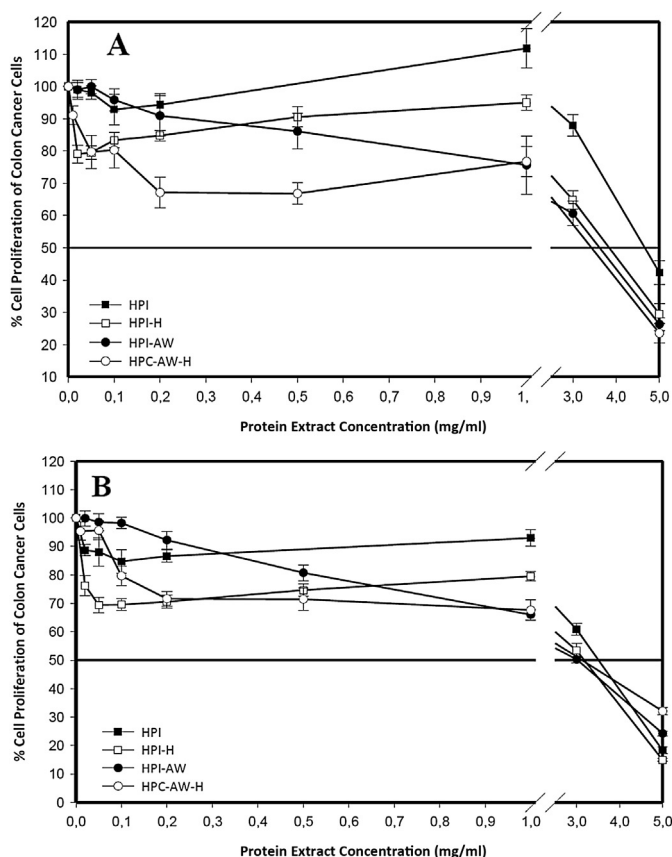 A
% Cell Proliferation of Colon Cancer Cells
120
110
100
90
80
70
60
50
40
30
20
10
HPI
HPI-H
HPI-AW
HPC-AW-H
0,0 0,1 0,2 0,3 0,4 0,5 0,6 0,7 0,8 0,9 1, 3,0 4,0 5,0
Protein Extract Concentration (mg/ml)
B
% Cell Proliferation of Colon Cancer Cells
120
110
100
90
80
70
60
50
40
30
20
10
0
HPI
HPI-H
HPI-AW
HPC-AW-H
0,0 0,1 0,2 0,3 0,4 0,5 0,6 0,7 0,8 0,9 1,0 3,0 4,0 5,0
Protein Extract Concentration (mg/ml)